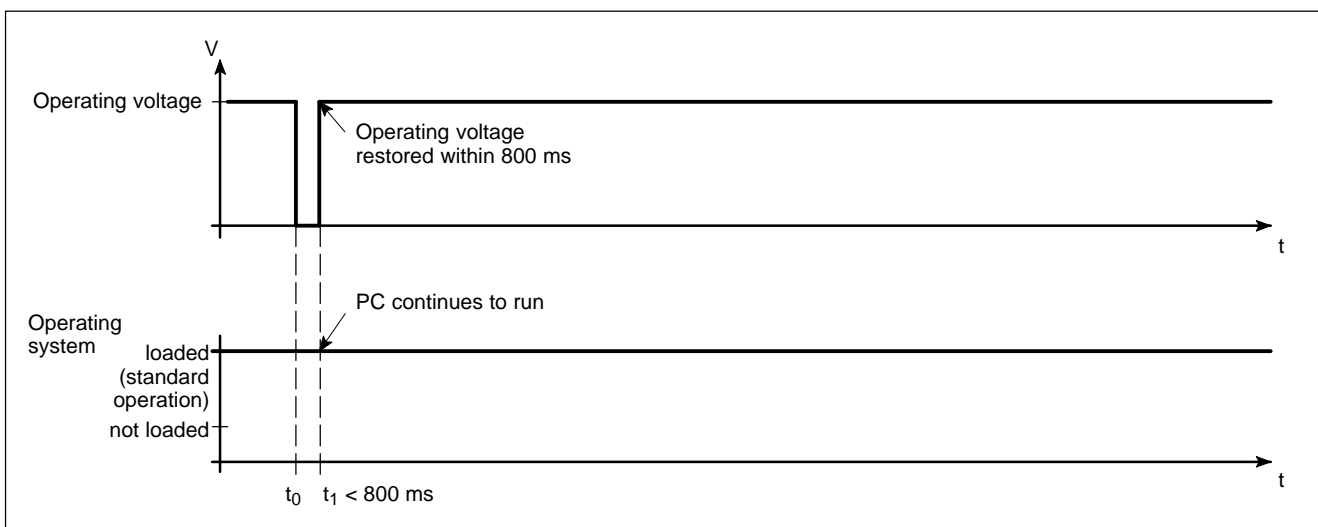 V
Operating voltage
Operating voltage
restored within 800 ms
t
PC continues to run
Operating
system
loaded
(standard
operation)
not loaded
t
t0 t1 < 800 ms